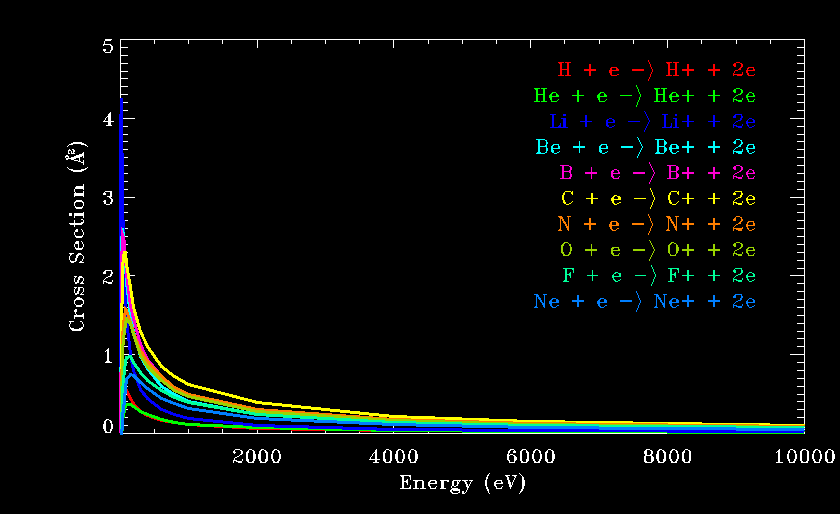 5
4
3
2
1
0
Cross Section (Å²)
H + e −〉 H+ + 2e
He + e −〉 He+ + 2e
Li + e −〉 Li+ + 2e
Be + e −〉 Be+ + 2e
B + e −〉 B+ + 2e
C + e −〉 C+ + 2e
N + e −〉 N+ + 2e
O + e −〉 O+ + 2e
F + e −〉 F+ + 2e
Ne + e −〉 Ne+ + 2e
2000 4000 6000 8000 10000
Energy (eV)